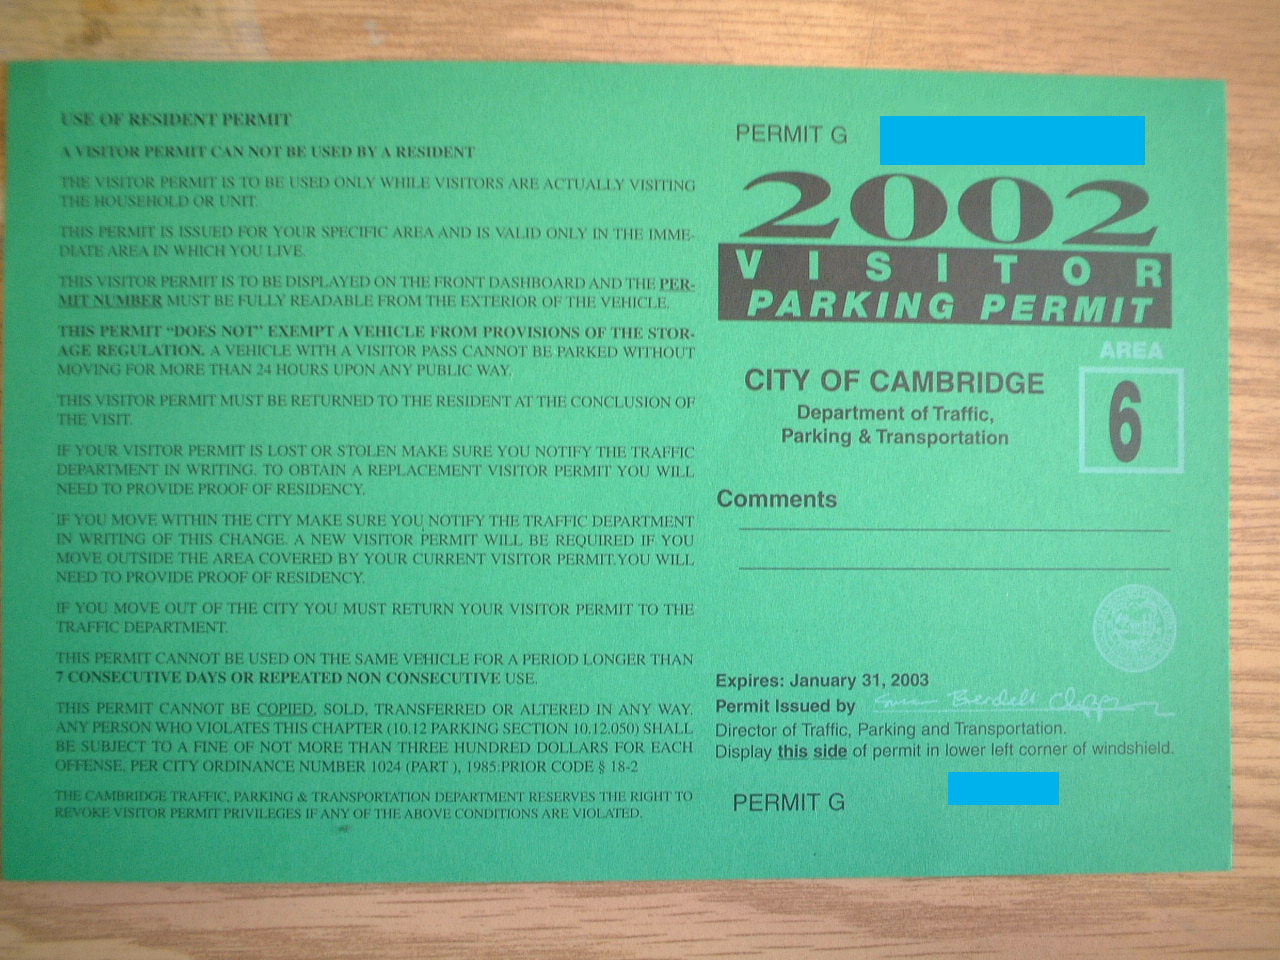 USE OF RESIDENT PERMIT
A VISITOR PERMIT CAN NOT BE USED BY A RESIDENT
THE VISITOR PERMIT IS TO BE USED ONLY WHILE VISITORS ARE ACTUALLY VISITING
THE HOUSEHOLD OR UNIT.
THIS PERMIT IS ISSUED FOR YOUR SPECIFIC AREA AND IS VALID ONLY IN THE IMME-
DIATE AREA IN WHICH YOU LIVE.
THIS VISITOR PERMIT IS TO BE DISPLAYED ON THE FRONT DASHBOARD AND THE PER-
MIT NUMBER MUST BE FULLY READABLE FROM THE EXTERIOR OF THE VEHICLE.
THIS PERMIT “DOES NOT” EXEMPT A VEHICLE FROM PROVISIONS OF THE STOR-
AGE REGULATION. A VEHICLE WITH A VISITOR PASS CANNOT BE PARKED WITHOUT
MOVING FOR MORE THAN 24 HOURS UPON ANY PUBLIC WAY.
THIS VISITOR PERMIT MUST BE RETURNED TO THE RESIDENT AT THE CONCLUSION OF
THE VISIT.
IF YOUR VISITOR PERMIT IS LOST OR STOLEN MAKE SURE YOU NOTIFY THE TRAFFIC
DEPARTMENT IN WRITING. TO OBTAIN A REPLACEMENT VISITOR PERMIT YOU WILL
NEED TO PROVIDE PROOF OF RESIDENCY.
IF YOU MOVE WITHIN THE CITY MAKE SURE YOU NOTIFY THE TRAFFIC DEPARTMENT
IN WRITING OF THIS CHANGE. A NEW VISITOR PERMIT WILL BE REQUIRED IF YOU
MOVE OUTSIDE THE AREA COVERED BY YOUR CURRENT VISITOR PERMIT.YOU WILL
NEED TO PROVIDE PROOF OF RESIDENCY.
IF YOU MOVE OUT OF THE CITY YOU MUST RETURN YOUR VISITOR PERMIT TO THE
TRAFFIC DEPARTMENT.
THIS PERMIT CANNOT BE USED ON THE SAME VEHICLE FOR A PERIOD LONGER THAN
7 CONSECUTIVE DAYS OR REPEATED NON CONSECUTIVE USE.
THIS PERMIT CANNOT BE COPIED, SOLD, TRANSFERRED OR ALTERED IN ANY WAY.
ANY PERSON WHO VIOLATES THIS CHAPTER (10.12 PARKING SECTION 10.12.050) SHALL
BE SUBJECT TO A FINE OF NOT MORE THAN THREE HUNDRED DOLLARS FOR EACH
OFFENSE, PER CITY ORDINANCE NUMBER 1024 (PART ), 1985:PRIOR CODE § 18-2
THE CAMBRIDGE TRAFFIC, PARKING & TRANSPORTATION DEPARTMENT RESERVES THE RIGHT TO
REVOKE VISITOR PERMIT PRIVILEGES IF ANY OF THE ABOVE CONDITIONS ARE VIOLATED.
PERMIT G
2002
VISITOR
PARKING PERMIT
AREA
6
CITY OF CAMBRIDGE
Department of Traffic,
Parking & Transportation
Comments
Expires: January 31, 2003
Permit Issued by
Director of Traffic, Parking and Transportation.
Display this side of permit in lower left corner of windshield.
PERMIT G